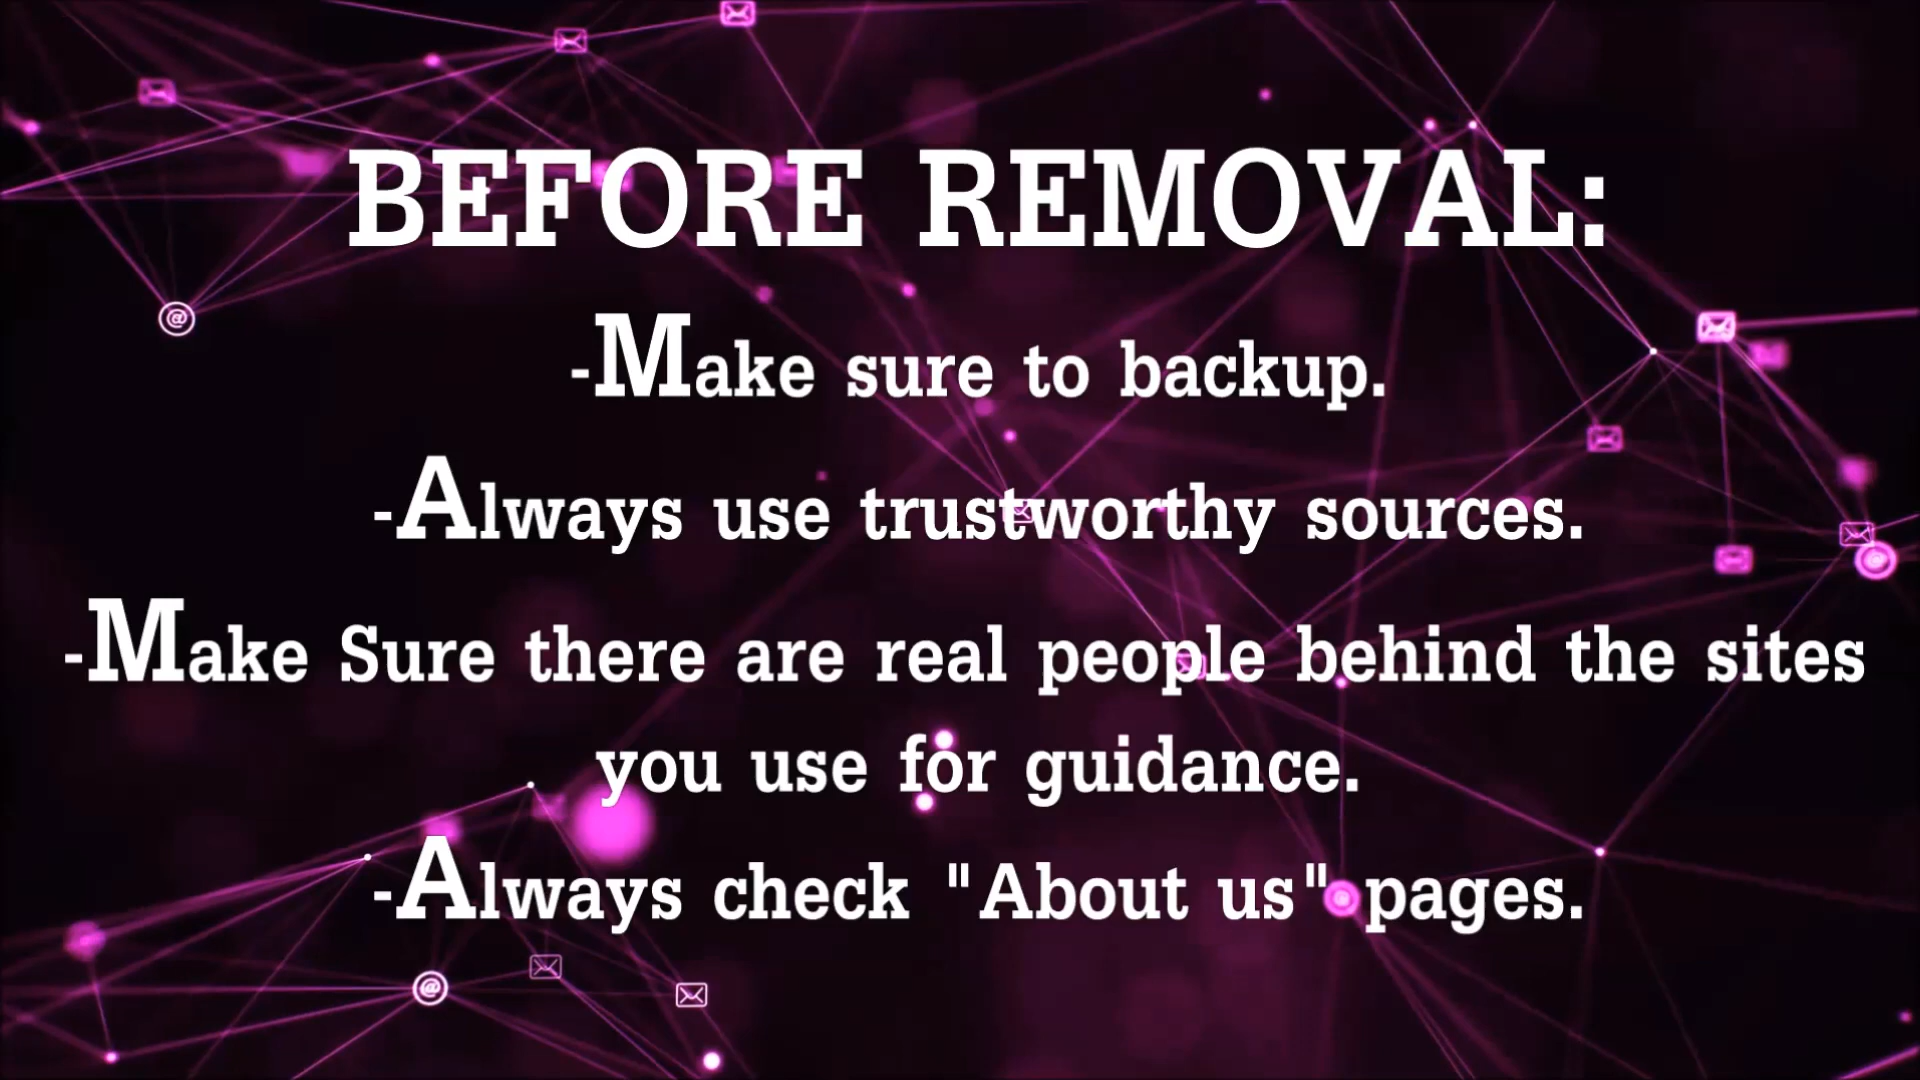 BEFORE REMOVAL:
-Make sure to backup.
-Always use trustworthy sources.
-Make Sure there are real people behind the sites
you use for guidance.
-Always check "About us" pages.